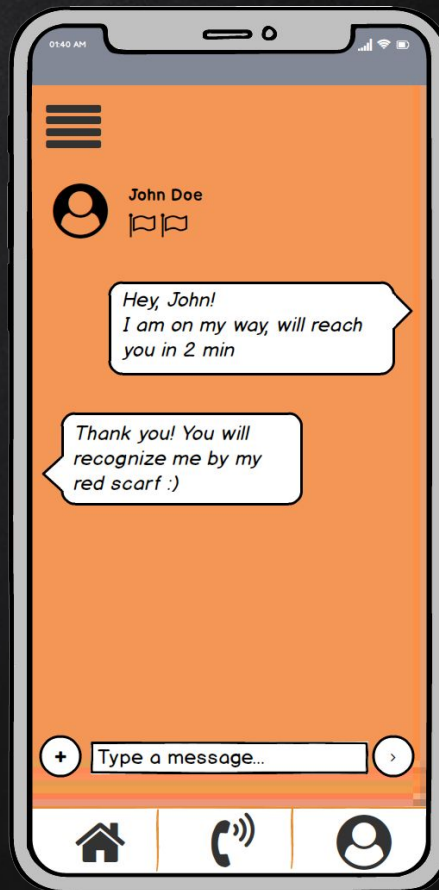 01:40 AM
John Doe
Hey, John!
I am on my way, will reach
you in 2 min
Thank you! You will
recognize me by my
red scarf :)
+
Type a message...
>